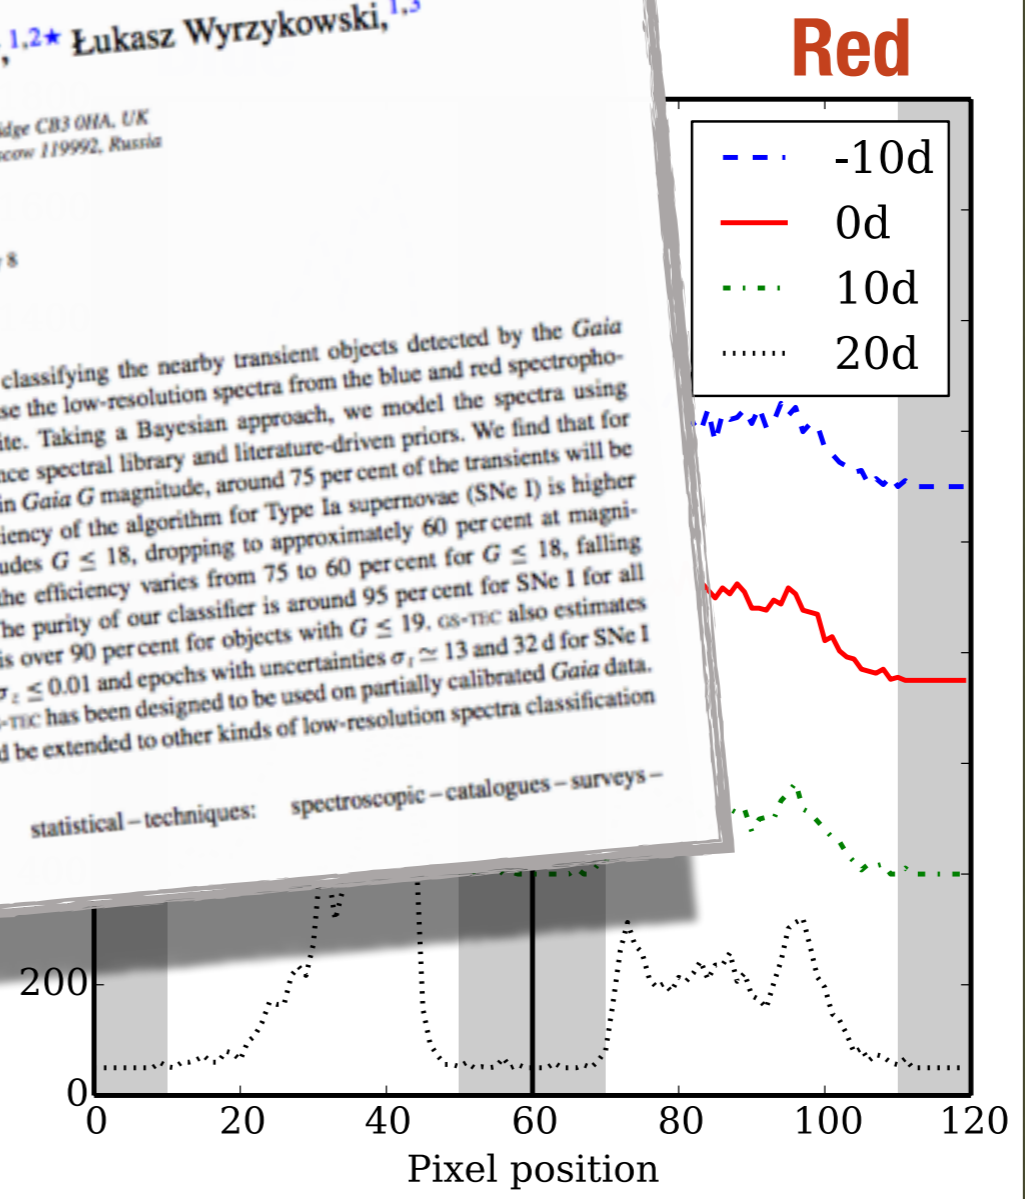 ,1,2★ Łukasz Wyrzykowski,1,3
Red
idge CB3 0HA, UK
scow 119992, Russia
-10d
0d
8
10d
20d
classifying the nearby transient objects detected by the Gaia
se the low-resolution spectra from the blue and red spectropho-
ite. Taking a Bayesian approach, we model the spectra using
nce spectral library and literature-driven priors. We find that for
in Gaia G magnitude, around 75 per cent of the transients will be
iency of the algorithm for Type Ia supernovae (SNe I) is higher
udes G ≤ 18, dropping to approximately 60 per cent at magni-
the efficiency varies from 75 to 60 per cent for G ≤ 18, falling
he purity of our classifier is around 95 per cent for SNe I for all
is over 90 per cent for objects with G ≤ 19. GS-TEC also estimates
σz ≤ 0.01 and epochs with uncertainties σt ≃ 13 and 32 d for SNe I
-TEC has been designed to be used on partially calibrated Gaia data.
d be extended to other kinds of low-resolution spectra classification
statistical – techniques: spectroscopic – catalogues – surveys –
200
0
0 20 40 60 80 100 120
Pixel position